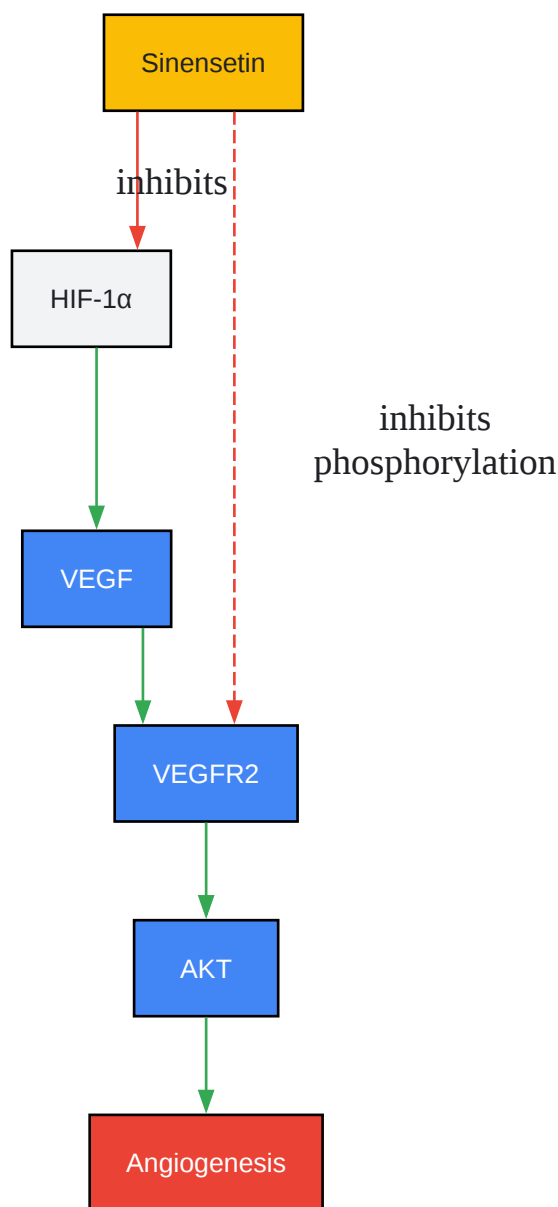 Sinensetin
inhibits
HIF-1α
inhibits
phosphorylation
VEGF
VEGFR2
AKT
Angiogenesis